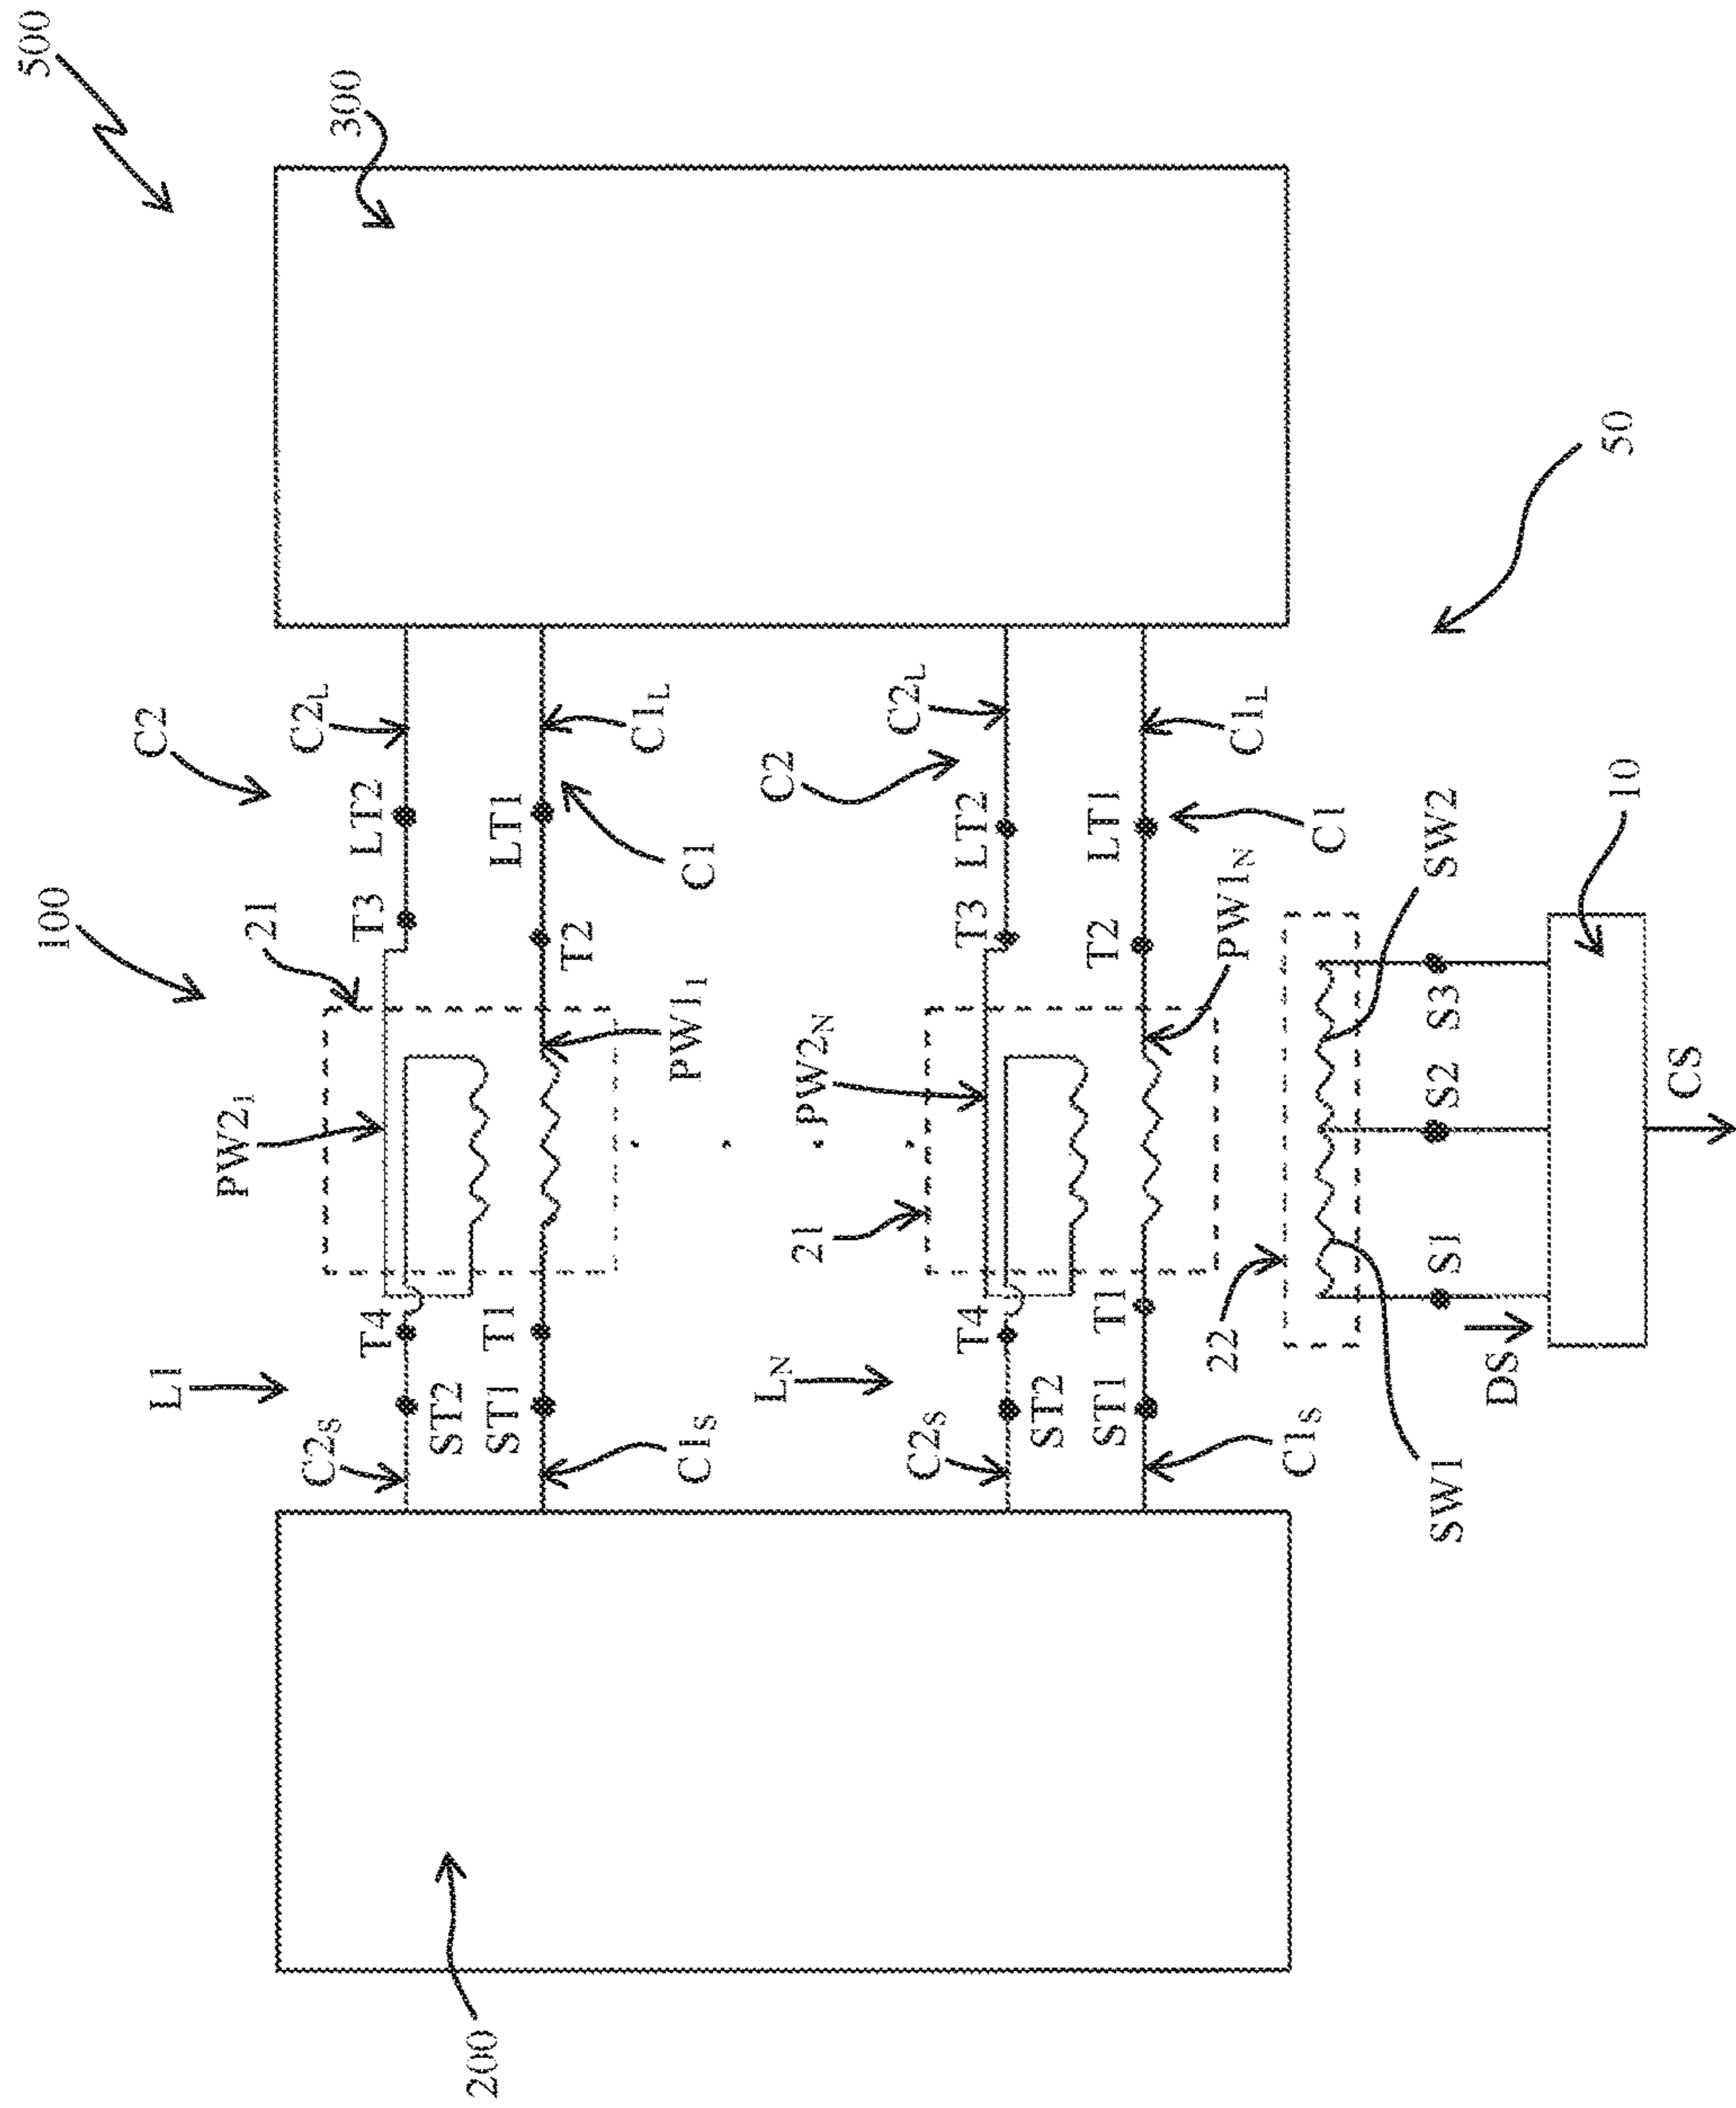 500
300
100
C2
C2L
LT2
T3
21
PW21
L1
T4
ST2
C2S
C1L
LT1
C1
T2
PW11
T1
ST1
C1S
C2
C2L
LT2
T3
PW2N
21
LN
T4
ST2
C2S
200
C1L
LT1
C1
T2
PW1N
T1
ST1
C1S
22
SW2
SW1
S3
S2
S1
DS
10
CS
50